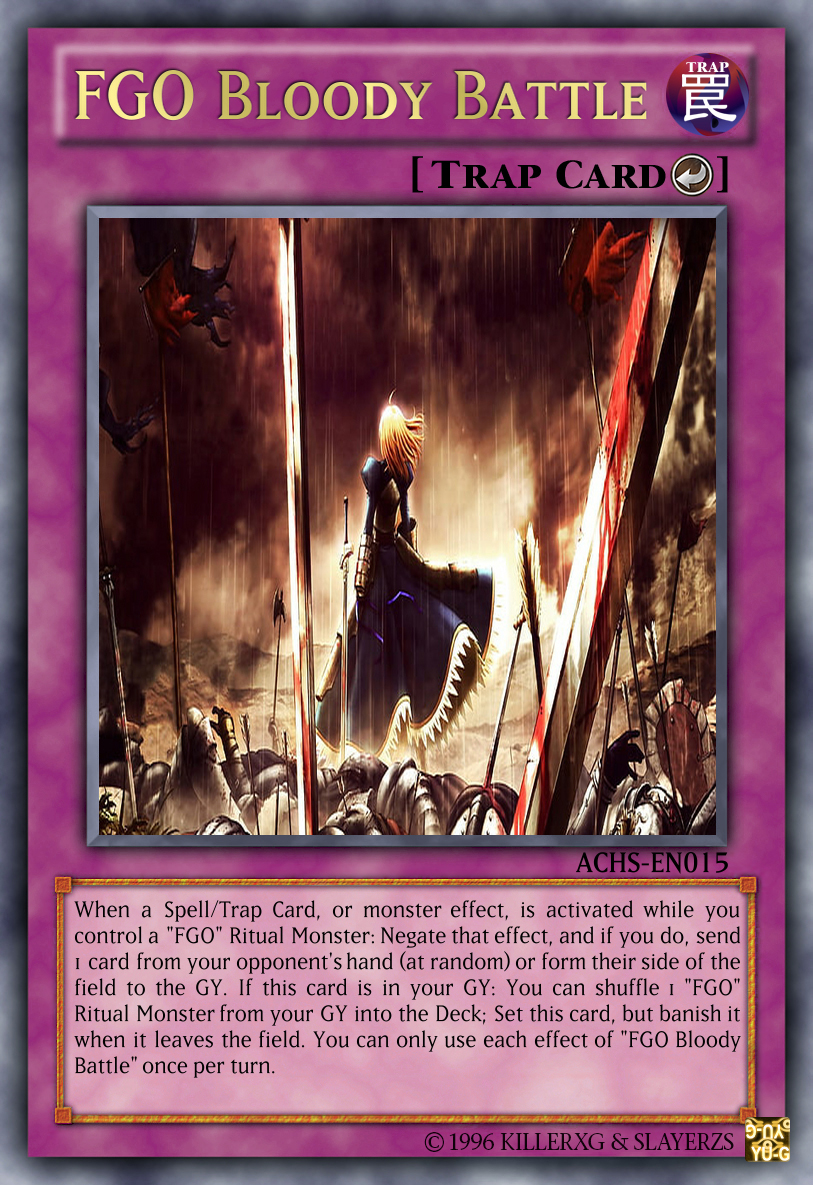 FGO BLOODY BATTLE
TRAP
罠
[TRAP CARD]
ACHS-EN015
When a Spell/Trap Card, or monster effect, is activated while you
control a "FGO" Ritual Monster: Negate that effect, and if you do, send
1 card from your opponent's hand (at random) or form their side of the
field to the GY. If this card is in your GY: You can shuffle 1 "FGO"
Ritual Monster from your GY into the Deck; Set this card, but banish it
when it leaves the field. You can only use each effect of "FGO Bloody
Battle" once per turn.
© 1996 KILLERXG & SLAYERZS
YU-G